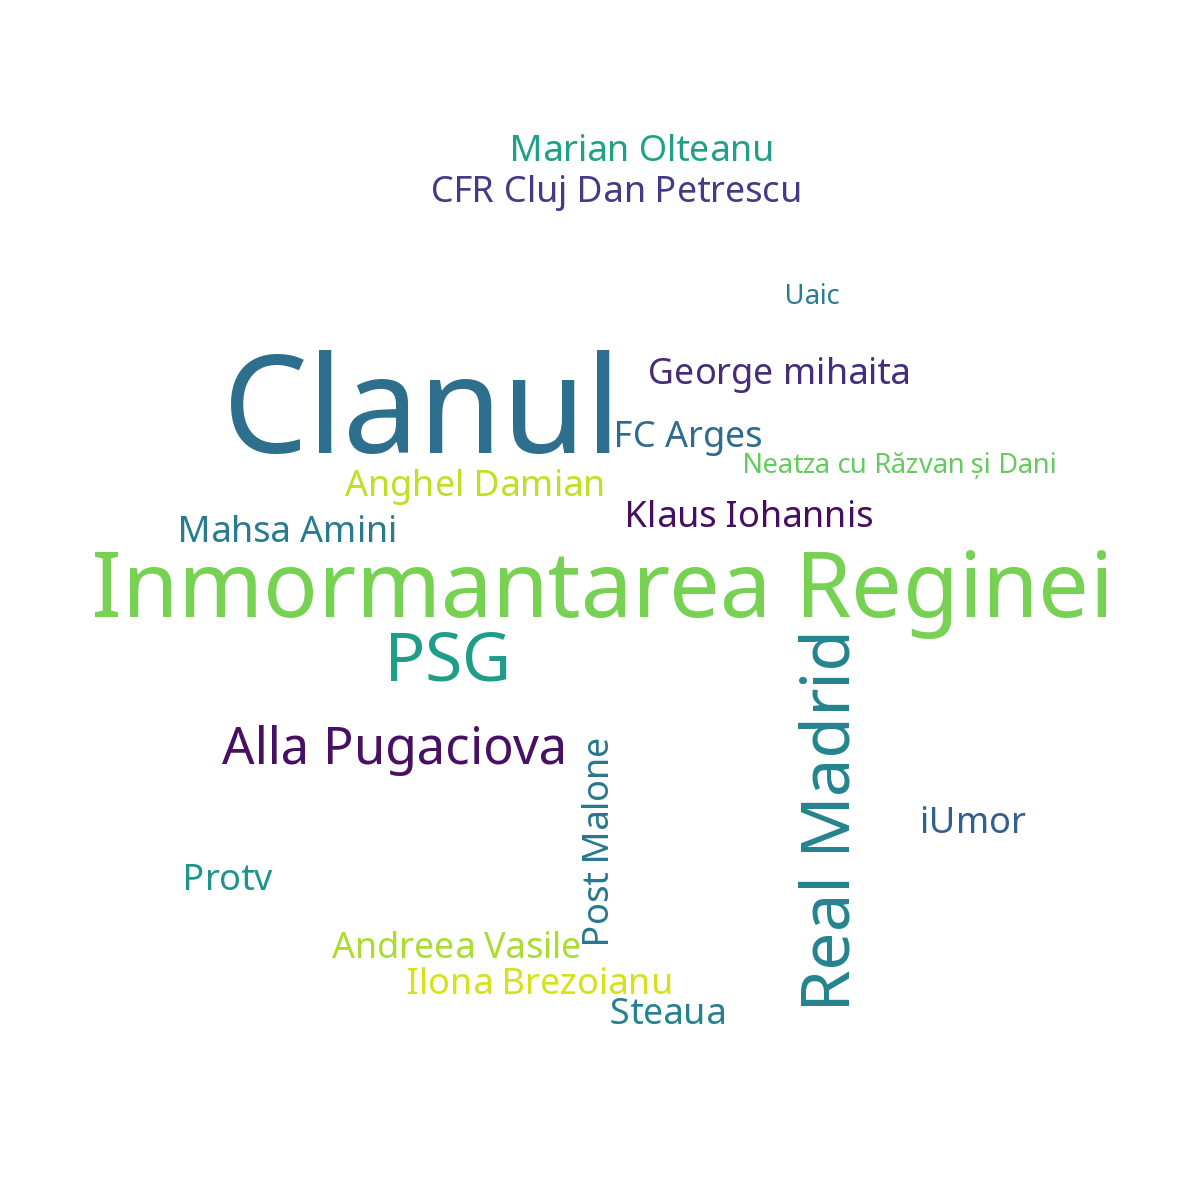 Marian Olteanu
CFR Cluj Dan Petrescu
Uaic
Clanul
George mihaita
FC Arges
Neatza cu Răzvan și Dani
Anghel Damian
Klaus Iohannis
Mahsa Amini
Inmormantarea Reginei
PSG
Real Madrid
Alla Pugaciova
Post Malone
iUmor
Protv
Andreea Vasile
Ilona Brezoianu
Steaua